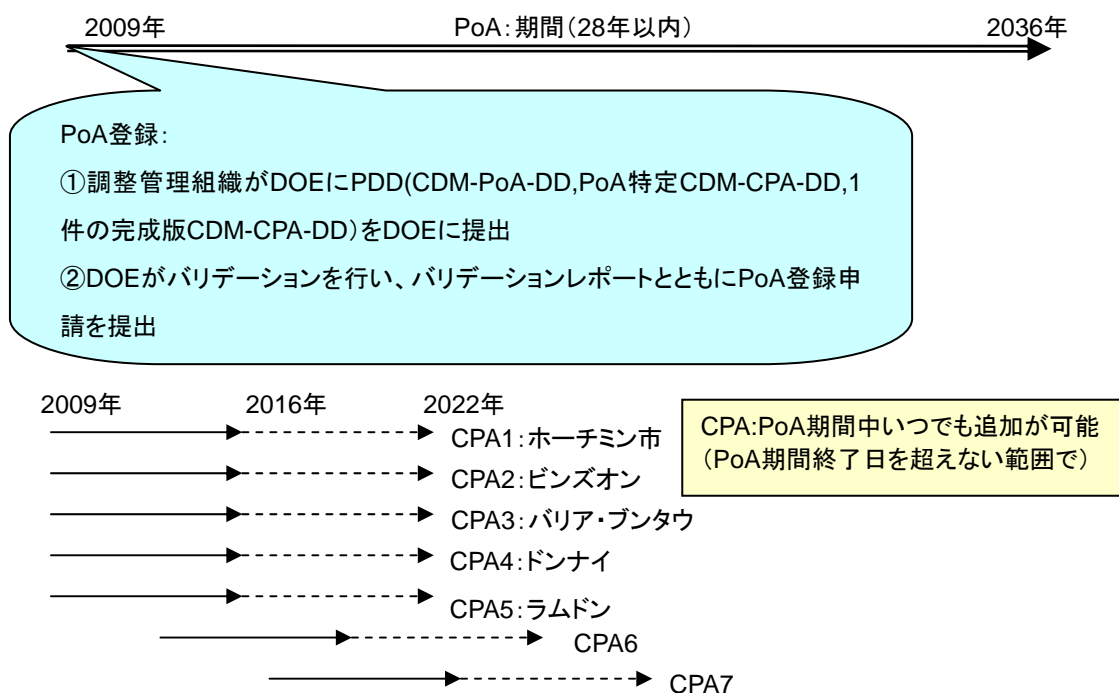 2009年 PoA：期間（28年以内） 2036年
PoA登録：
①調整管理組織がDOEにPDD(CDM-PoA-DD,PoA特定CDM-CPA-DD,1
件の完成版CDM-CPA-DD）をDOEに提出
②DOEがバリデーションを行い、バリデーションレポートとともにPoA登録申
請を提出
2009年 2016年 2022年
CPA:PoA期間中いつでも追加が可能
（PoA期間終了日を超えない範囲で）
CPA1：ホーチミン市
CPA2：ビンズオン
CPA3：バリア・ブンタウ
CPA4：ドンナイ
CPA5：ラムドン
CPA6
CPA7